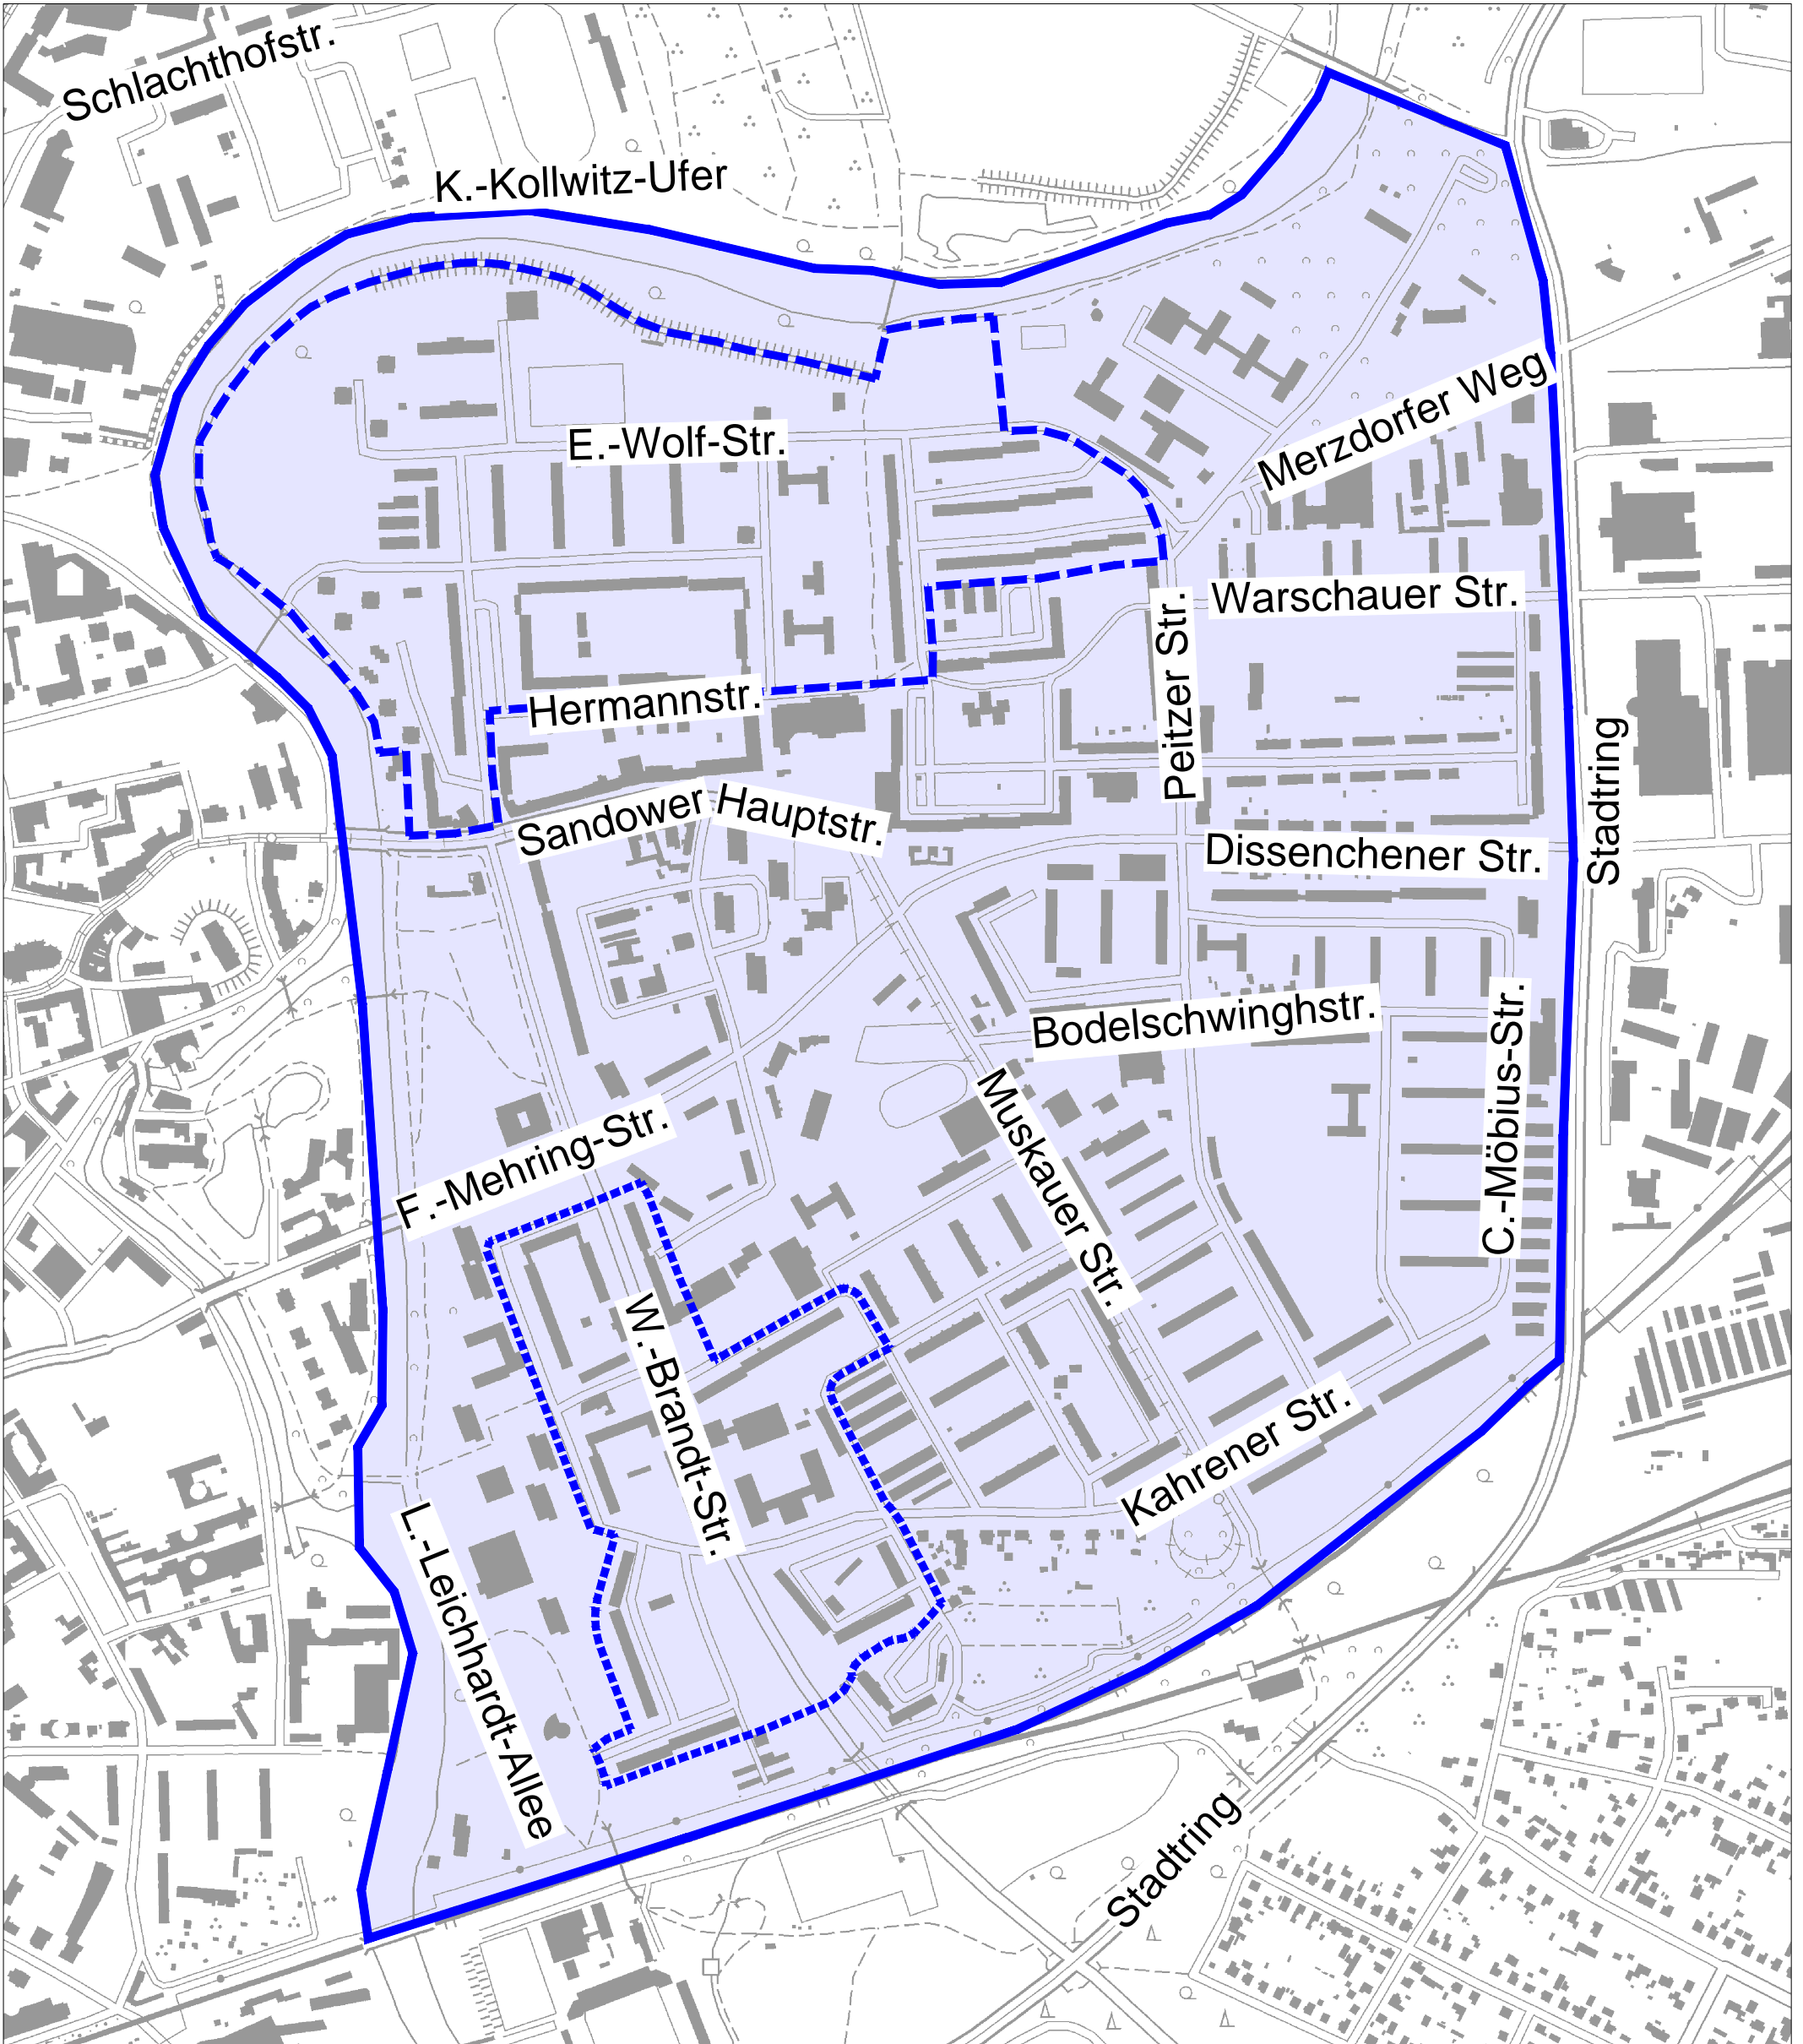 Schlachthofstr.
K.-Kollwitz-Ufer
Merzdorfer Weg
E.-Wolf-Str.
Warschauer Str.
Peitzer Str.
Hermannstr.
Stadtring
Sandower Hauptstr.
Dissenchener Str.
Bodelschwinghstr.
C.-Möbius-Str.
Muskauer Str.
F.-Mehring-Str.
W.-Brandt-Str.
Kahrener Str.
L.-Leichhardt-Allee
Stadtring